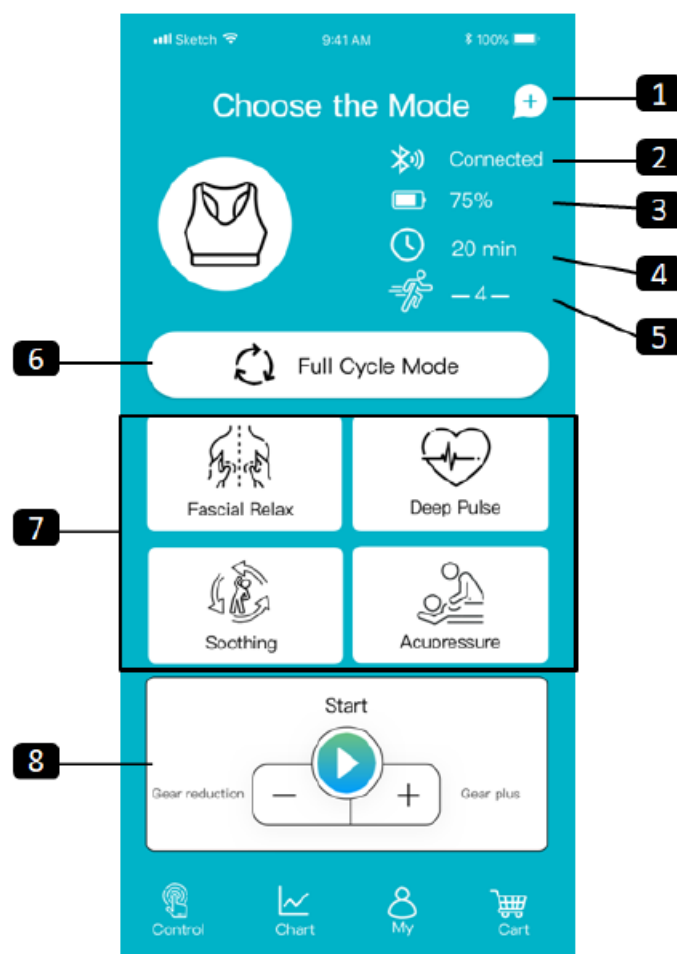 Sketch 9:41 AM 100%
Choose the Mode
1
Connected
2
75%
3
20 min
4
— 4 —
5
6
Full Cycle Mode
Fascial Relax
Deep Pulse
7
Soothing
Acupressure
Start
8
Gear reduction
Gear plus
Control
Chart
My
Cart